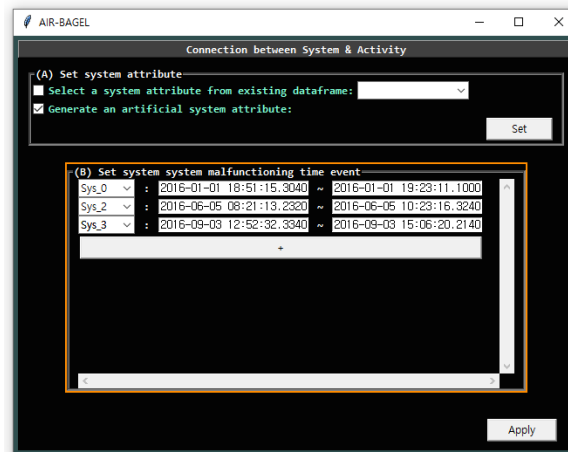 AIR-BAGEL
Connection between System & Activity
(A) Set system attribute
Select a system attribute from existing dataframe:
Generate an artificial system attribute:
Set
(B) Set system system malfunctioning time event
Sys_0 : 2016-01-01 18:51:15.3040 ~ 2016-01-01 19:23:11.1000
Sys_2 : 2016-06-05 08:21:13.2320 ~ 2016-06-05 10:23:16.3240
Sys_3 : 2016-09-03 12:52:32.3340 ~ 2016-09-03 15:06:20.2140
+
Apply